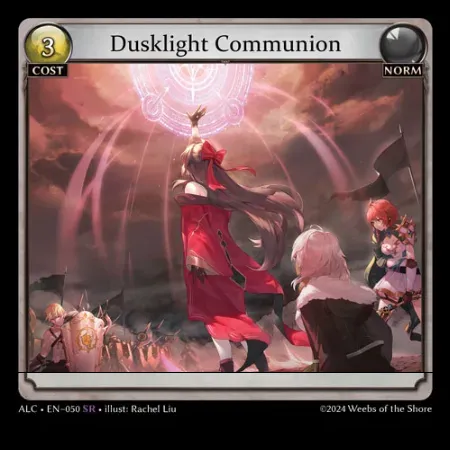 3
Dusklight Communion
COST
NORM
ALC • EN–050 SR • illust: Rachel Liu
©2024 Weebs of the Shore